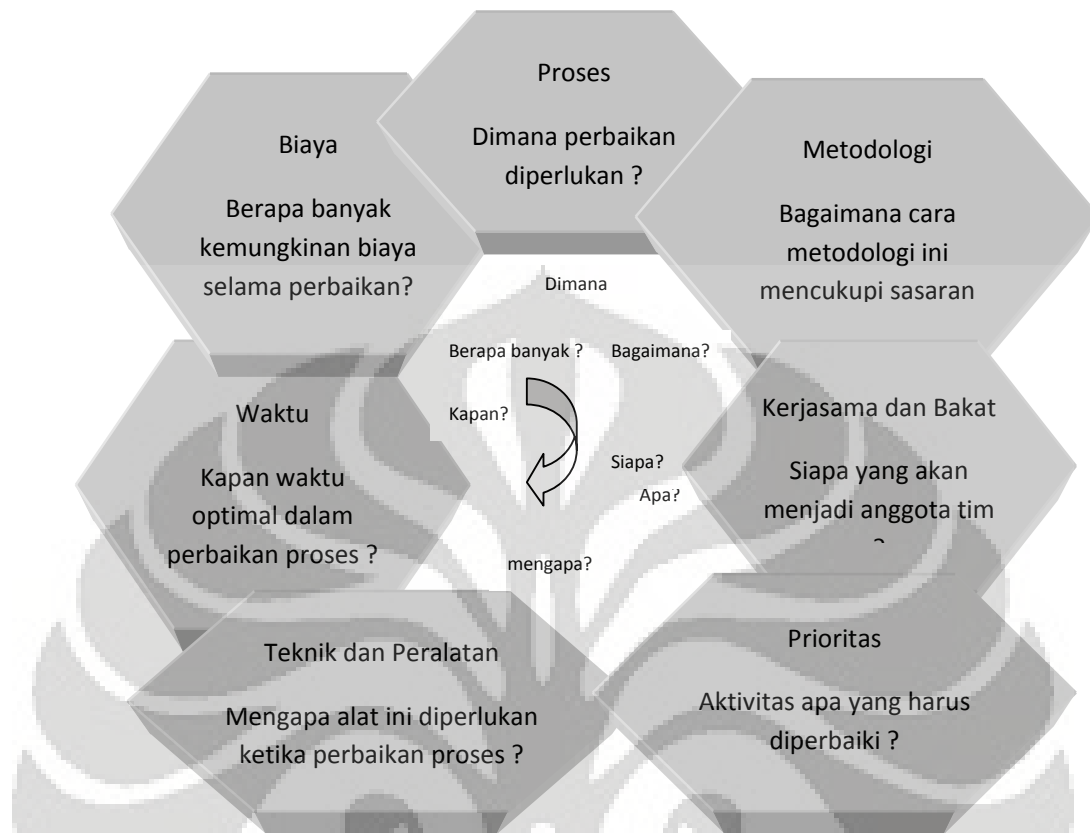 Proses
Dimana perbaikan
diperlukan ?
Biaya
Berapa banyak
kemungkinan biaya
selama perbaikan?
Metodologi
Bagaimana cara
metodologi ini
mencukupi sasaran
Dimana
Berapa banyak ?
Bagaimana?
Kapan?
Siapa?
Apa?
mengapa?
Waktu
Kapan waktu
optimal dalam
perbaikan proses ?
Kerjasama dan Bakat
Siapa yang akan
menjadi anggota tim
?
Teknik dan Peralatan
Mengapa alat ini diperlukan
ketika perbaikan proses ?
Prioritas
Aktivitas apa yang harus
diperbaiki ?